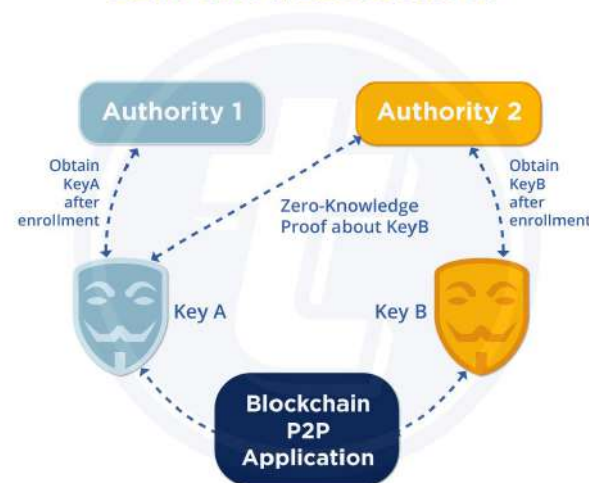 Authority 1
Authority 2
Obtain
KeyA
after
enrollment
Zero-Knowledge
Proof about KeyB
Obtain
KeyB
after
enrollment
Key A
Key B
Blockchain
P2P
Application